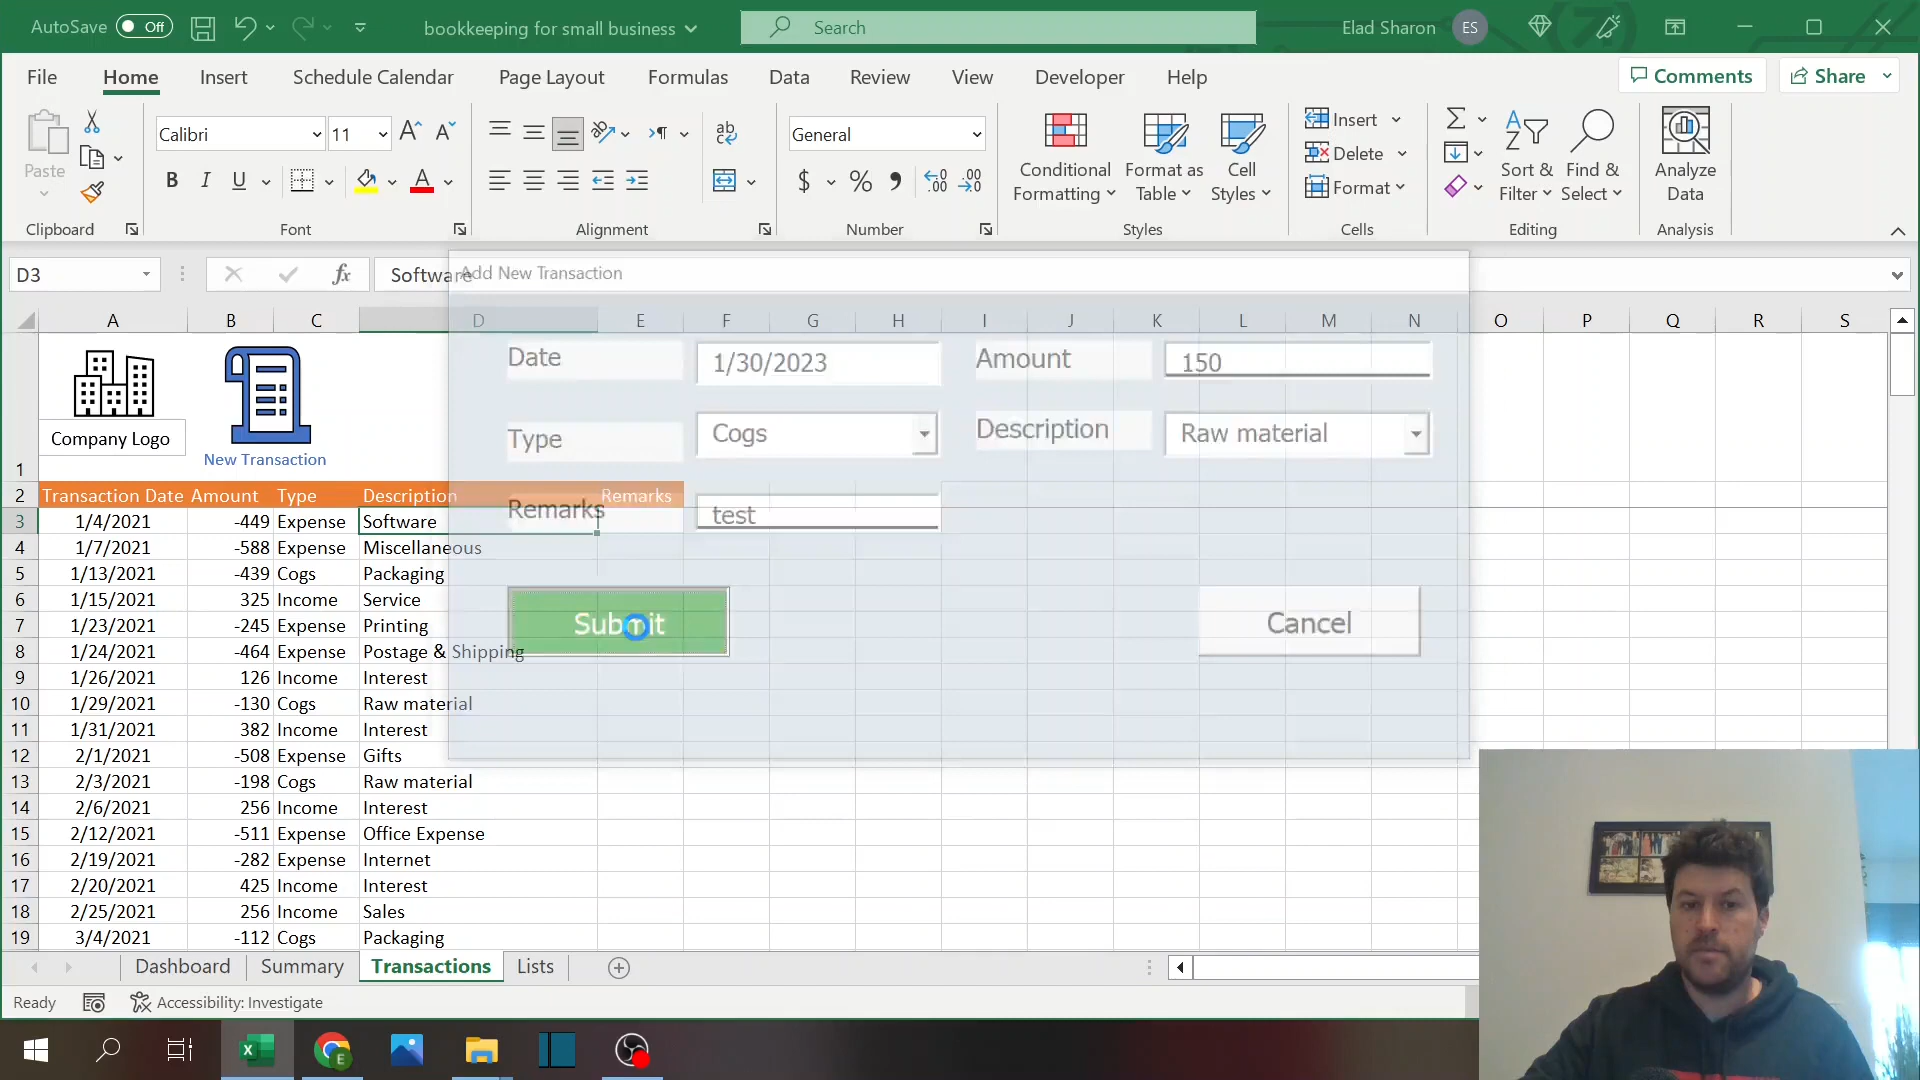 AutoSave Off bookkeeping for small business Search Elad Sharon ES
File Home Insert Schedule Calendar Page Layout Formulas Data Review View Developer Help Comments Share
Paste
Clipboard
Calibri 11
Font
Alignment
General
Number
Conditional Formatting
Format as Table
Cell Styles
Styles
Insert
Delete
Format
Cells
Sort & Filter
Find & Select
Editing
Analyze Data
Analysis
D3 fx Software
Add New Transaction
A B C D E F G H I J K L M N O P Q R S
Date 1/30/2023 Amount 150
Type Cogs Description Raw material
Remarks test
Submit Cancel
Company Logo
New Transaction
1
2 Transaction Date Amount Type Description Remarks
3 1/4/2021 -449 Expense Software
4 1/7/2021 -588 Expense Miscellaneous
5 1/13/2021 -439 Cogs Packaging
6 1/15/2021 325 Income Service
7 1/23/2021 -245 Expense Printing
8 1/24/2021 -464 Expense Postage & Shipping
9 1/26/2021 126 Income Interest
10 1/29/2021 -130 Cogs Raw material
11 1/31/2021 382 Income Interest
12 2/1/2021 -508 Expense Gifts
13 2/3/2021 -198 Cogs Raw material
14 2/6/2021 256 Income Interest
15 2/12/2021 -511 Expense Office Expense
16 2/19/2021 -282 Expense Internet
17 2/20/2021 425 Income Interest
18 2/25/2021 256 Income Sales
19 3/4/2021 -112 Cogs Packaging
Dashboard Summary Transactions Lists
Ready Accessibility: Investigate